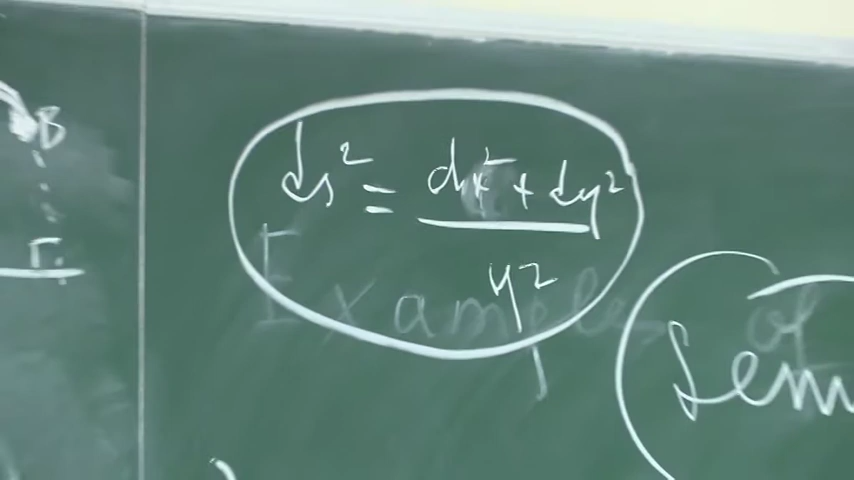 B
ds² = dx² + dy² / y²
Example of
Sem